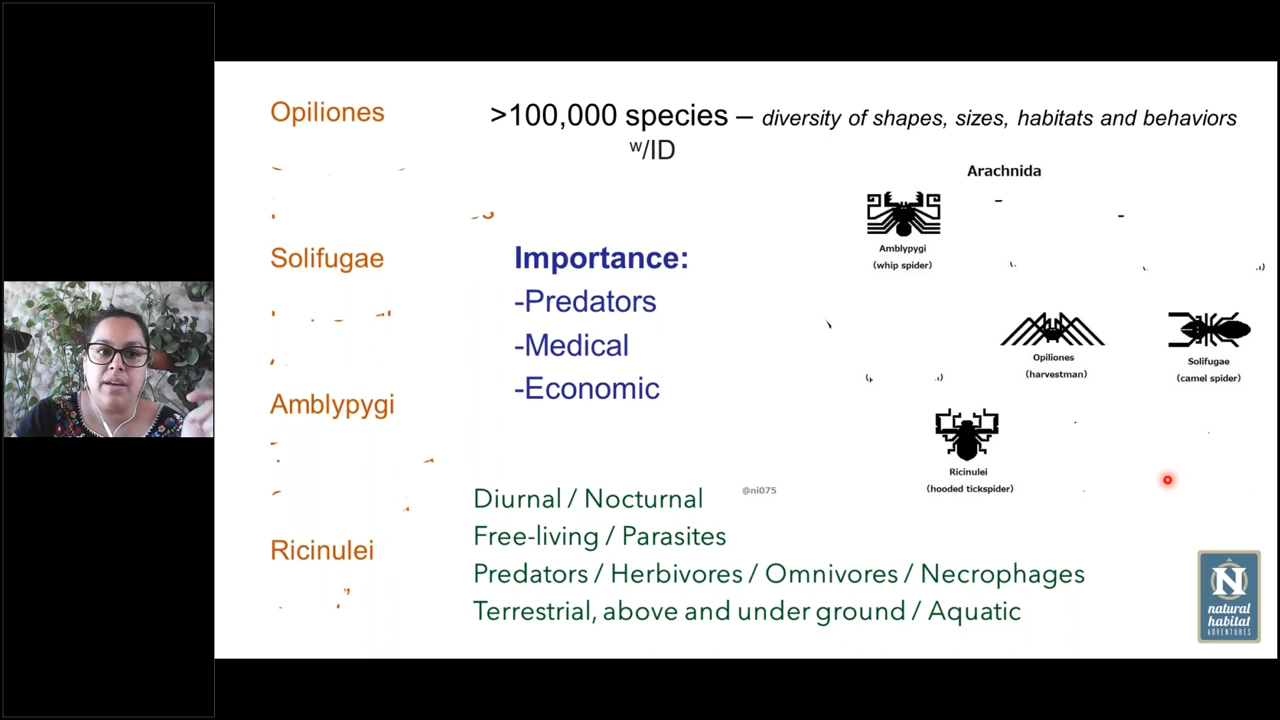 Opiliones
>100,000 species – diversity of shapes, sizes, habitats and behaviors
w/ID
Arachnida
Amblypygi
(whip spider)
Solifugae
Importance:
-Predators
-Medical
-Economic
Opiliones
(harvestman)
Solifugae
(camel spider)
Amblypygi
Ricinulei
(hooded tickspider)
@ni075
Diurnal / Nocturnal
Free-living / Parasites
Predators / Herbivores / Omnivores / Necrophages
Terrestrial, above and under ground / Aquatic
Ricinulei
N
natural
habitat
ADVENTURES